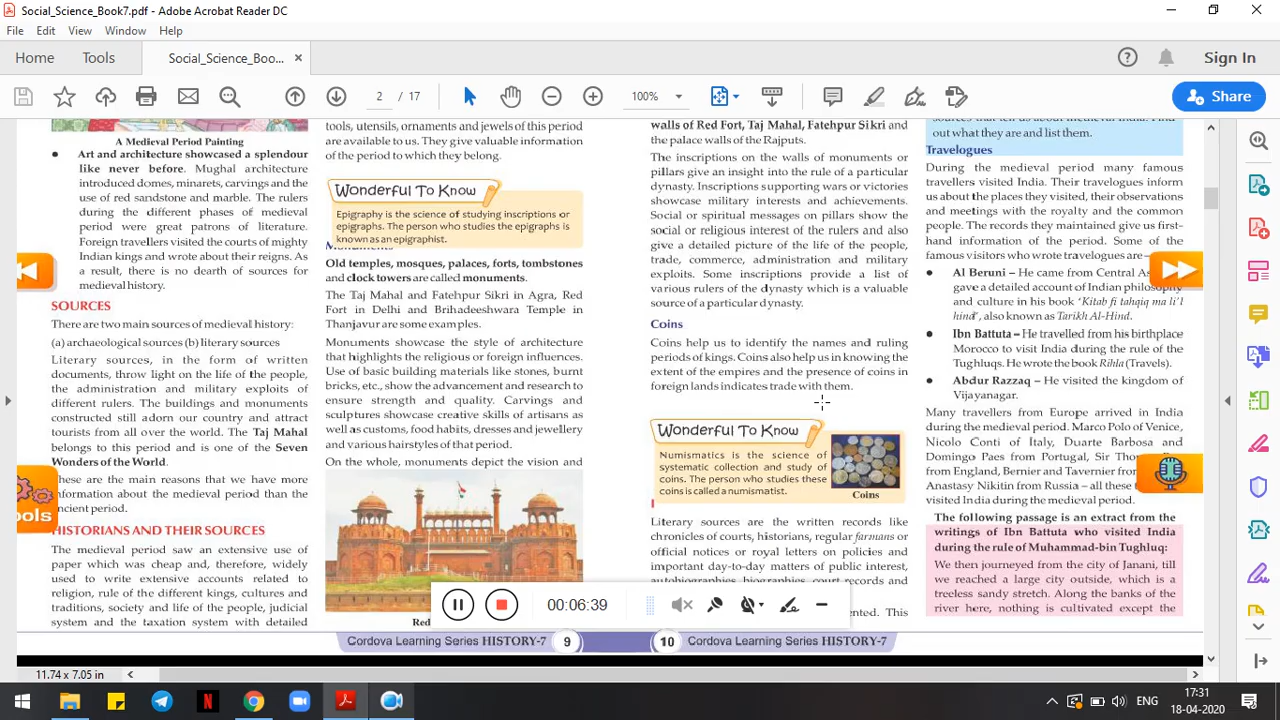 Social_Science_Book7.pdf - Adobe Acrobat Reader DC
File Edit View Window Help
Home Tools Social_Science_Boo... × Sign In
2 / 17 100% Share
A Medieval Period Painting
• Art and architecture showcased a splendour
like never before. Mughal architecture
introduced domes, minarets, carvings and the
use of red sandstone and marble. The rulers
during the different phases of medieval
period were great patrons of literature.
Foreign travellers visited the courts of mighty
Indian kings and wrote about their reigns. As
a result, there is no dearth of sources for
medieval history.
SOURCES
There are two main sources of medieval history:
(a) archaeological sources (b) literary sources
Literary sources, in the form of written
documents, throw light on the life of the people,
the administration and military exploits of
different rulers. The buildings and monuments
constructed still adorn our country and attract
tourists from all over the world. The Taj Mahal
belongs to this period and is one of the Seven
Wonders of the World.
These are the main reasons that we have more
information about the medieval period than the
ancient period.
ools
HISTORIANS AND THEIR SOURCES
The medieval period saw an extensive use of
paper which was cheap and, therefore, widely
used to write extensive accounts related to
religion, rule of the different kings, cultures and
traditions, society and life of the people, judicial
system and the taxation system with detailed
tools, utensils, ornaments and jewels of this period
are available to us. They give valuable information
of the period to which they belong.
Wonderful To Know
Epigraphy is the science of studying inscriptions or
epigraphs. The person who studies the epigraphs is
known as an epigraphist.
Monuments
Old temples, mosques, palaces, forts, tombstones
and clock towers are called monuments.
The Taj Mahal and Fatehpur Sikri in Agra, Red
Fort in Delhi and Brihadeeshwara Temple in
Thanjavur are some examples.
Monuments showcase the style of architecture
that highlights the religious or foreign influences.
Use of basic building materials like stones, burnt
bricks, etc., show the advancement and research to
ensure strength and quality. Carvings and
sculptures showcase creative skills of artisans as
well as customs, food habits, dresses and jewellery
and various hairstyles of that period.
On the whole, monuments depict the vision and
Red
Cordova Learning Series HISTORY-7 9
walls of Red Fort, Taj Mahal, Fatehpur Sikri and
the palace walls of the Rajputs.
The inscriptions on the walls of monuments or
pillars give an insight into the rule of a particular
dynasty. Inscriptions supporting wars or victories
showcase military interests and achievements.
Social or spiritual messages on pillars show the
social or religious interest of the rulers and also
give a detailed picture of the life of the people,
trade, commerce, administration and military
exploits. Some inscriptions provide a list of
various rulers of the dynasty which is a valuable
source of a particular dynasty.
Coins
Coins help us to identify the names and ruling
periods of kings. Coins also help us in knowing the
extent of the empires and the presence of coins in
foreign lands indicates trade with them.
Wonderful To Know
Numismatics is the science of
systematic collection and study of
coins. The person who studies these
coins is called a numismatist.
Coins
Literary sources are the written records like
chronicles of courts, historians, regular farmans or
official notices or royal letters on policies and
important day-to-day matters of public interest,
autobiographies, biographies, court records and
ented. This
10 Cordova Learning Series HISTORY-7
sources that tell us about medieval India. Find
out what they are and list them.
Travelogues
During the medieval period many famous
travellers visited India. Their travelogues inform
us about the places they visited, their observations
and meetings with the royalty and the common
people. The records they maintained give us first-
hand information of the period. Some of the
famous visitors who wrote travelogues are–
• Al Beruni – He came from Central As
gave a detailed account of Indian philosophy
and culture in his book 'Kitab fi tahqiq ma li'l
hind', also known as Tarikh Al-Hind.
• Ibn Battuta – He travelled from his birthplace
Morocco to visit India during the rule of the
Tughluqs. He wrote the book Rihla (Travels).
• Abdur Razzaq – He visited the kingdom of
Vijayanagar.
Many travellers from Europe arrived in India
during the medieval period. Marco Polo of Venice,
Nicolo Conti of Italy, Duarte Barbosa and
Domingo Paes from Portugal, Sir Thom
from England, Bernier and Tavernier from
Anastasy Nikitin from Russia – all these
visited India during the medieval period.
The following passage is an extract from the
writings of Ibn Battuta who visited India
during the rule of Muhammad-bin Tughluq:
We then journeyed from the city of Janani, till
we reached a large city outside, which is a
treeless sandy stretch. Along the banks of the
river here, nothing is cultivated except the
00:06:39
11.74 x 7.05 in
ENG
17:31
18-04-2020